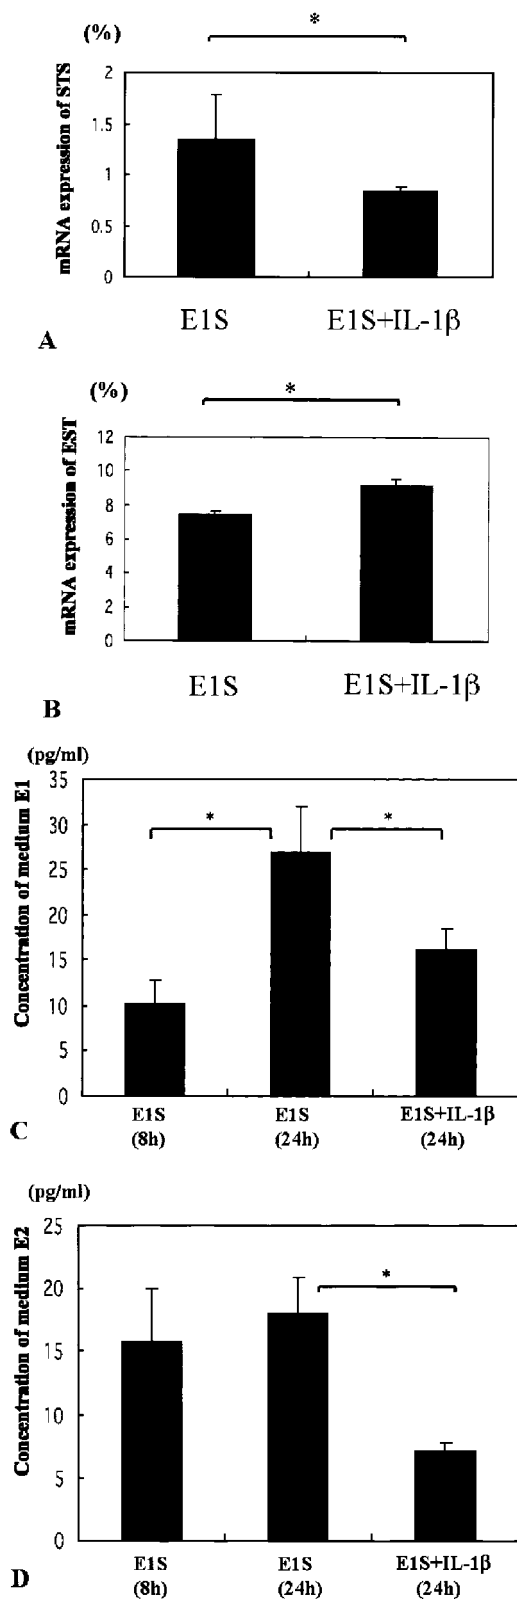 (%)
*
mRNA expression of STS
2
1.5
1
0.5
0
E1S E1S+IL-1β
A
(%)
*
mRNA expression of EST
12
10
8
6
4
2
0
E1S E1S+IL-1β
B
(pg/ml)
Concentration of medium E1
35
30
25
20
15
10
5
0
* *
E1S E1S E1S+IL-1β
(8h) (24h) (24h)
C
(pg/ml)
Concentration of medium E2
25
20
15
10
5
0
*
E1S E1S E1S+IL-1β
(8h) (24h) (24h)
D